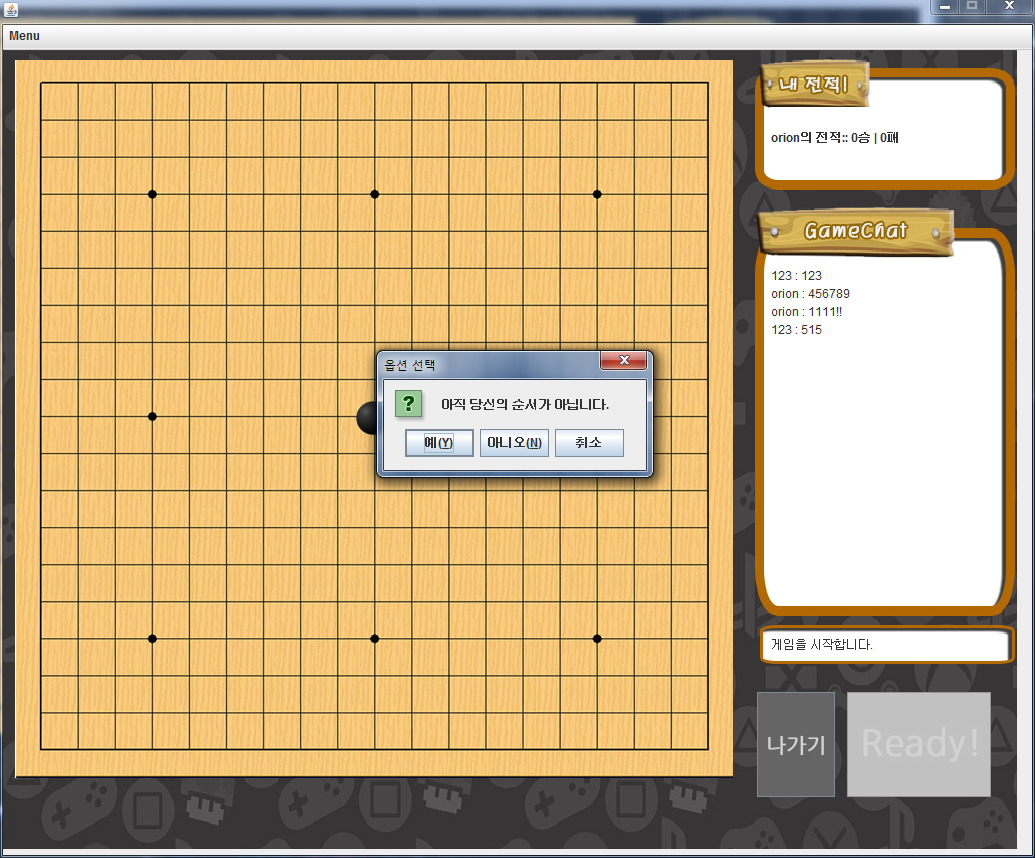 Menu
내 전적!
orion의 전적:: 0승 | 0패
GameChat
123 : 123
orion : 456789
orion : 1111!!
123 : 515
옵션 선택
?
아직 당신의 순서가 아닙니다.
예(Y) 아니오(N) 취소
게임을 시작합니다.
나가기 Ready!